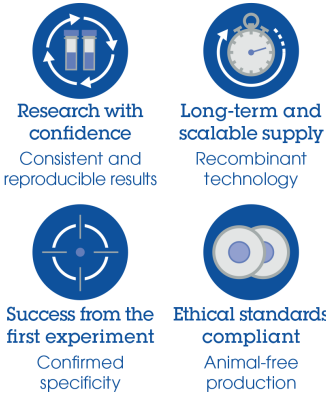 Research with
confidence
Consistent and
reproducible results
Long-term and
scalable supply
Recombinant
technology
Success from the
first experiment
Confirmed
specificity
Ethical standards
compliant
Animal-free
production